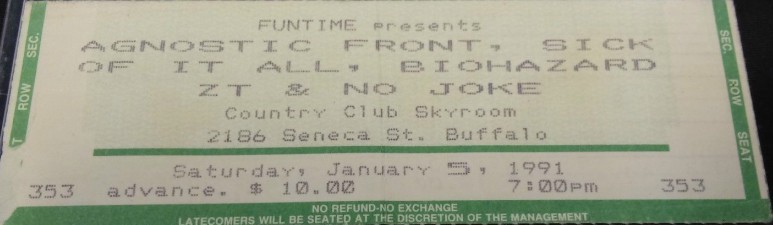 FUNTIME presents
AGNOSTIC FRONT, SICK
OF IT ALL, BIOHAZARD
ZT & NO JOKE
Country Club Skyroom
2186 Seneca St. Buffalo
Saturday, January 5, 1991
353 advance. $ 10.00 7:00pm 353
NO REFUND-NO EXCHANGE
LATECOMERS WILL BE SEATED AT THE DISCRETION OF THE MANAGEMENT
SEC.
ROW
T
SEC.
ROW
SEAT